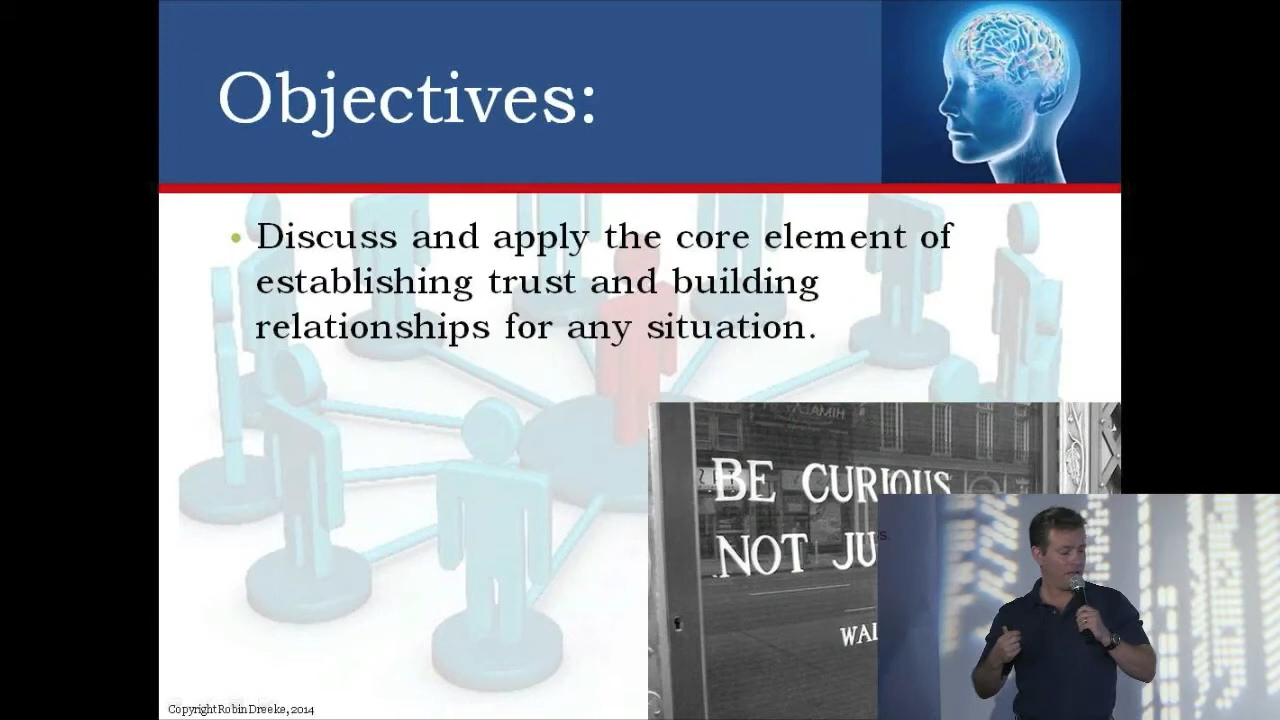 Objectives:
• Discuss and apply the core element of
establishing trust and building
relationships for any situation.
BE CURIOUS
NOT JU
WAL
Copyright Robin Dreeke, 2014